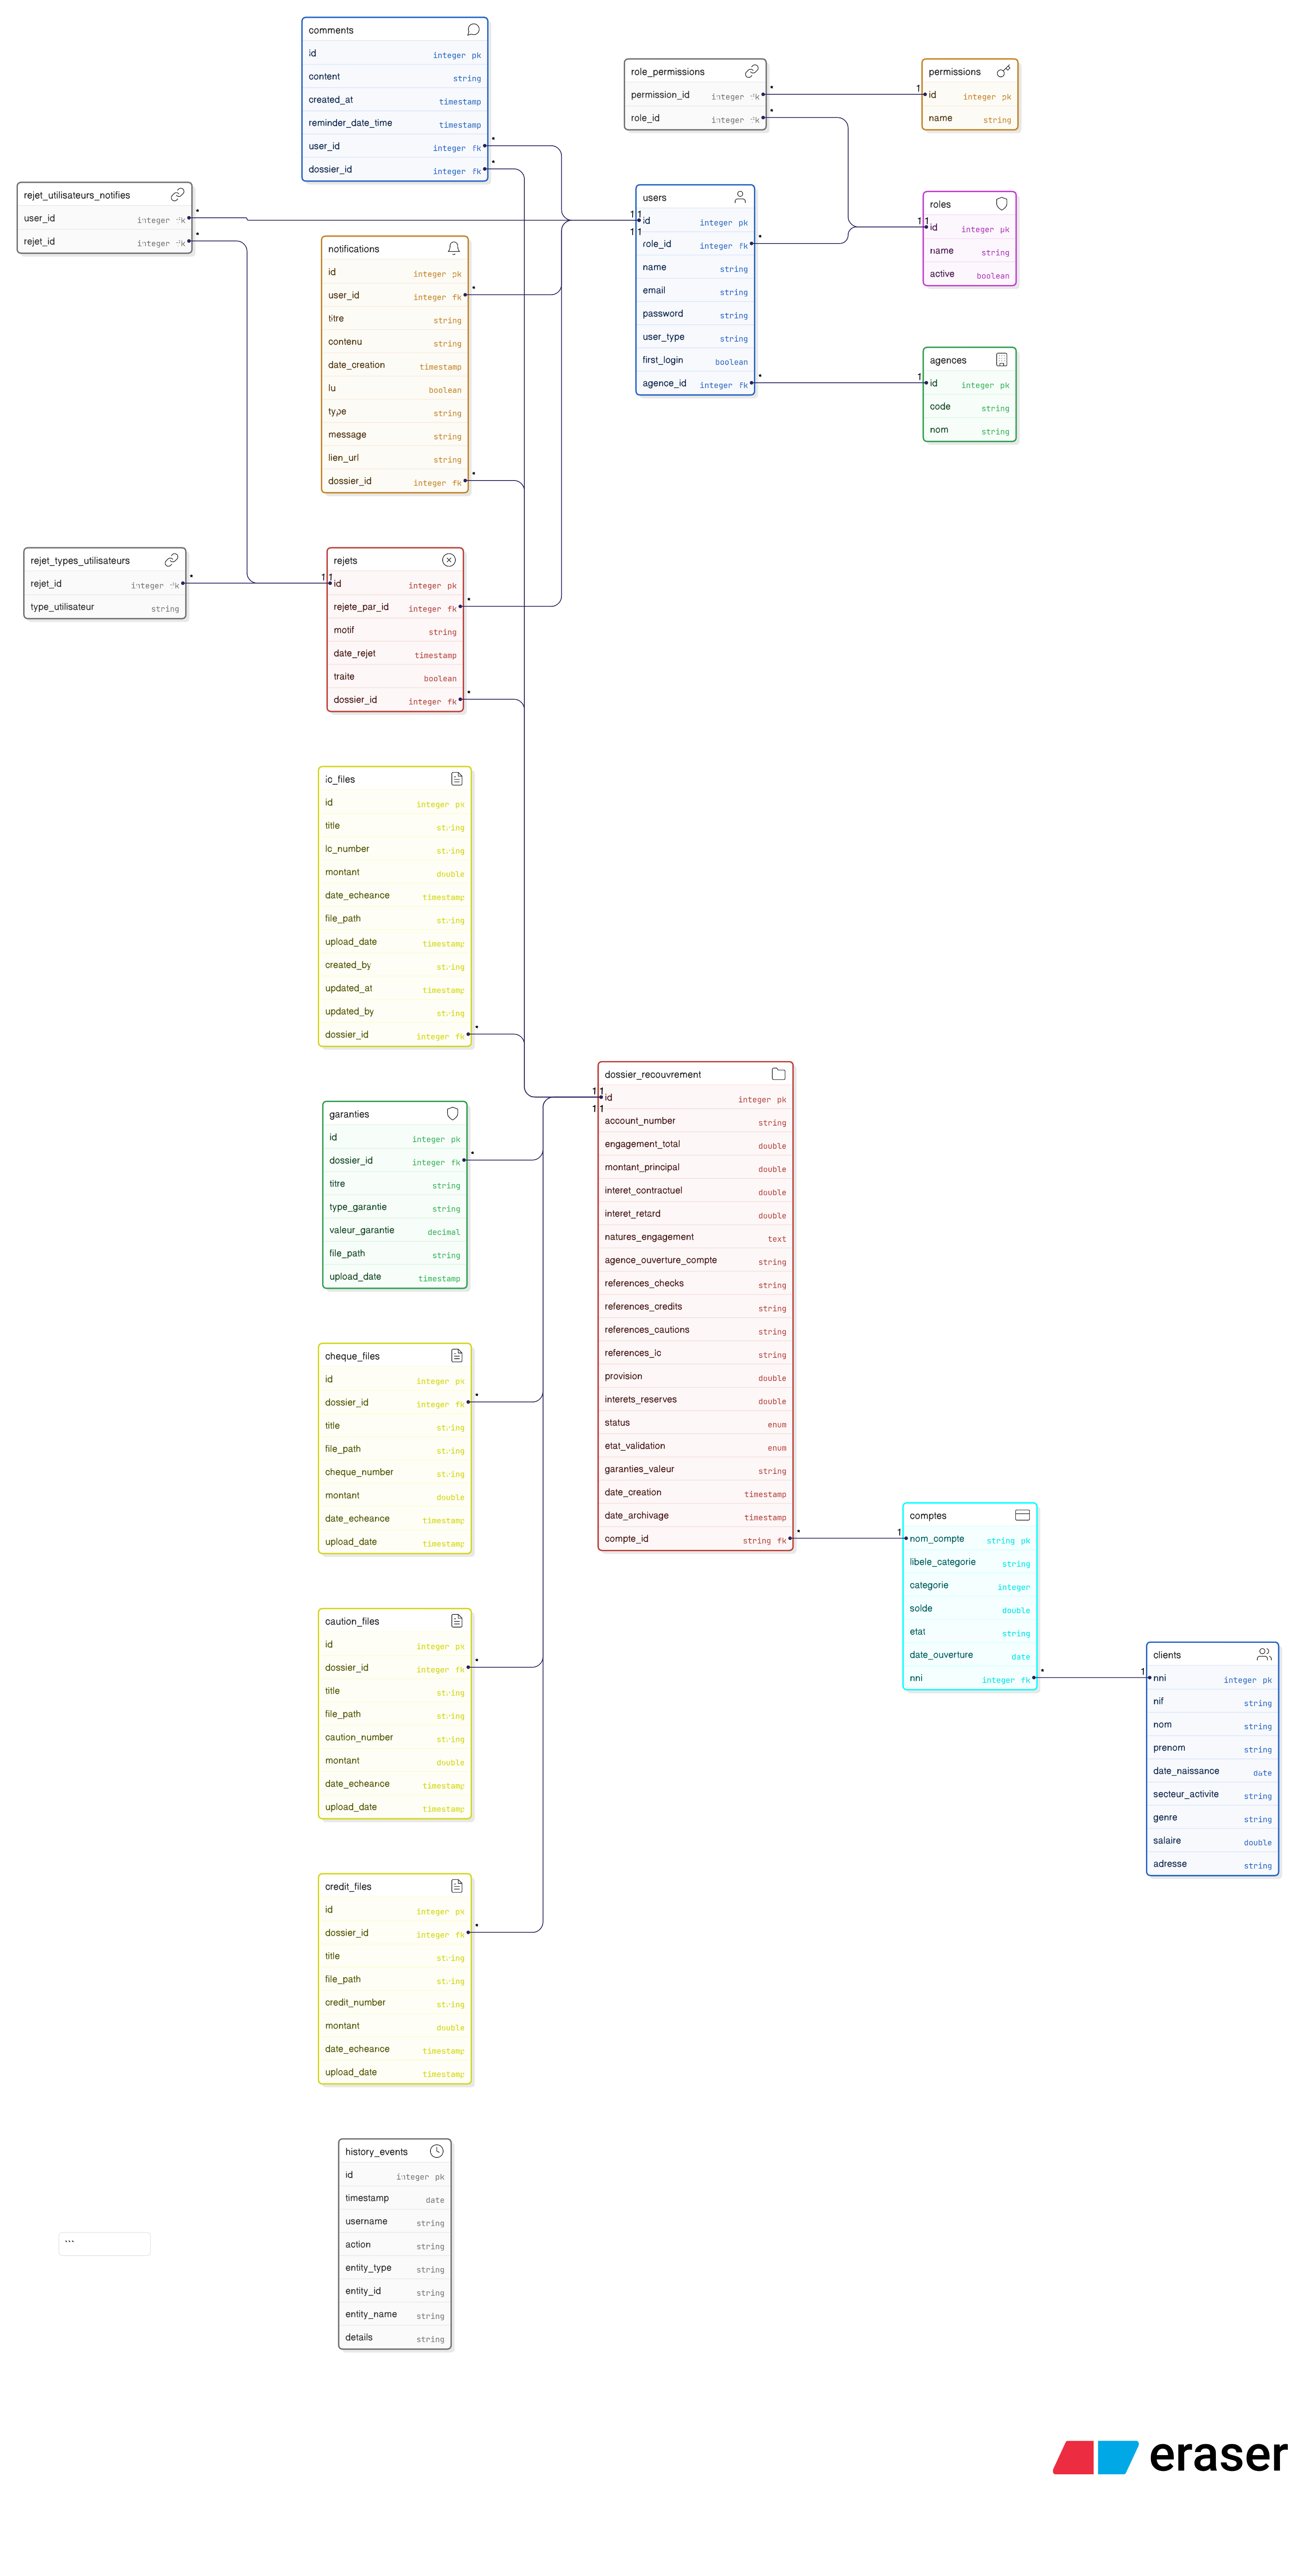 comments
id integer pk
content string
created_at timestamp
reminder_date_time timestamp
user_id integer fk
dossier_id integer fk
role_permissions
permission_id integer fk
role_id integer fk
permissions
id integer pk
name string
rejet_utilisateurs_notifies
user_id integer fk
rejet_id integer fk
users
id integer pk
role_id integer fk
name string
email string
password string
user_type string
first_login boolean
agence_id integer fk
roles
id integer pk
name string
active boolean
notifications
id integer pk
user_id integer fk
titre string
contenu string
date_creation timestamp
lu boolean
type string
message string
lien_url string
dossier_id integer fk
agences
id integer pk
code string
nom string
rejet_types_utilisateurs
rejet_id integer fk
type_utilisateur string
rejets
id integer pk
rejete_par_id integer fk
motif string
date_rejet timestamp
traite boolean
dossier_id integer fk
lc_files
id integer pk
title string
lc_number string
montant double
date_echeance timestamp
file_path string
upload_date timestamp
created_by string
updated_at timestamp
updated_by string
dossier_id integer fk
dossier_recouvrement
id integer pk
account_number string
engagement_total double
montant_principal double
interet_contractuel double
interet_retard double
natures_engagement text
agence_ouverture_compte string
references_checks string
references_credits string
references_cautions string
references_lc string
provision double
interets_reserves double
status enum
etat_validation enum
garanties_valeur string
date_creation timestamp
date_archivage timestamp
compte_id string fk
garanties
id integer pk
dossier_id integer fk
titre string
type_garantie string
valeur_garantie decimal
file_path string
upload_date timestamp
cheque_files
id integer pk
dossier_id integer fk
title string
file_path string
cheque_number string
montant double
date_echeance timestamp
upload_date timestamp
comptes
nom_compte string pk
libele_categorie string
categorie integer
solde double
etat string
date_ouverture date
nni integer fk
caution_files
id integer pk
dossier_id integer fk
title string
file_path string
caution_number string
montant double
date_echeance timestamp
upload_date timestamp
clients
nni integer pk
nif string
nom string
prenom string
date_naissance date
secteur_activite string
genre string
salaire double
adresse string
credit_files
id integer pk
dossier_id integer fk
title string
file_path string
credit_number string
montant double
date_echeance timestamp
upload_date timestamp
history_events
id integer pk
timestamp date
username string
action string
entity_type string
entity_id string
entity_name string
details string
```
eraser